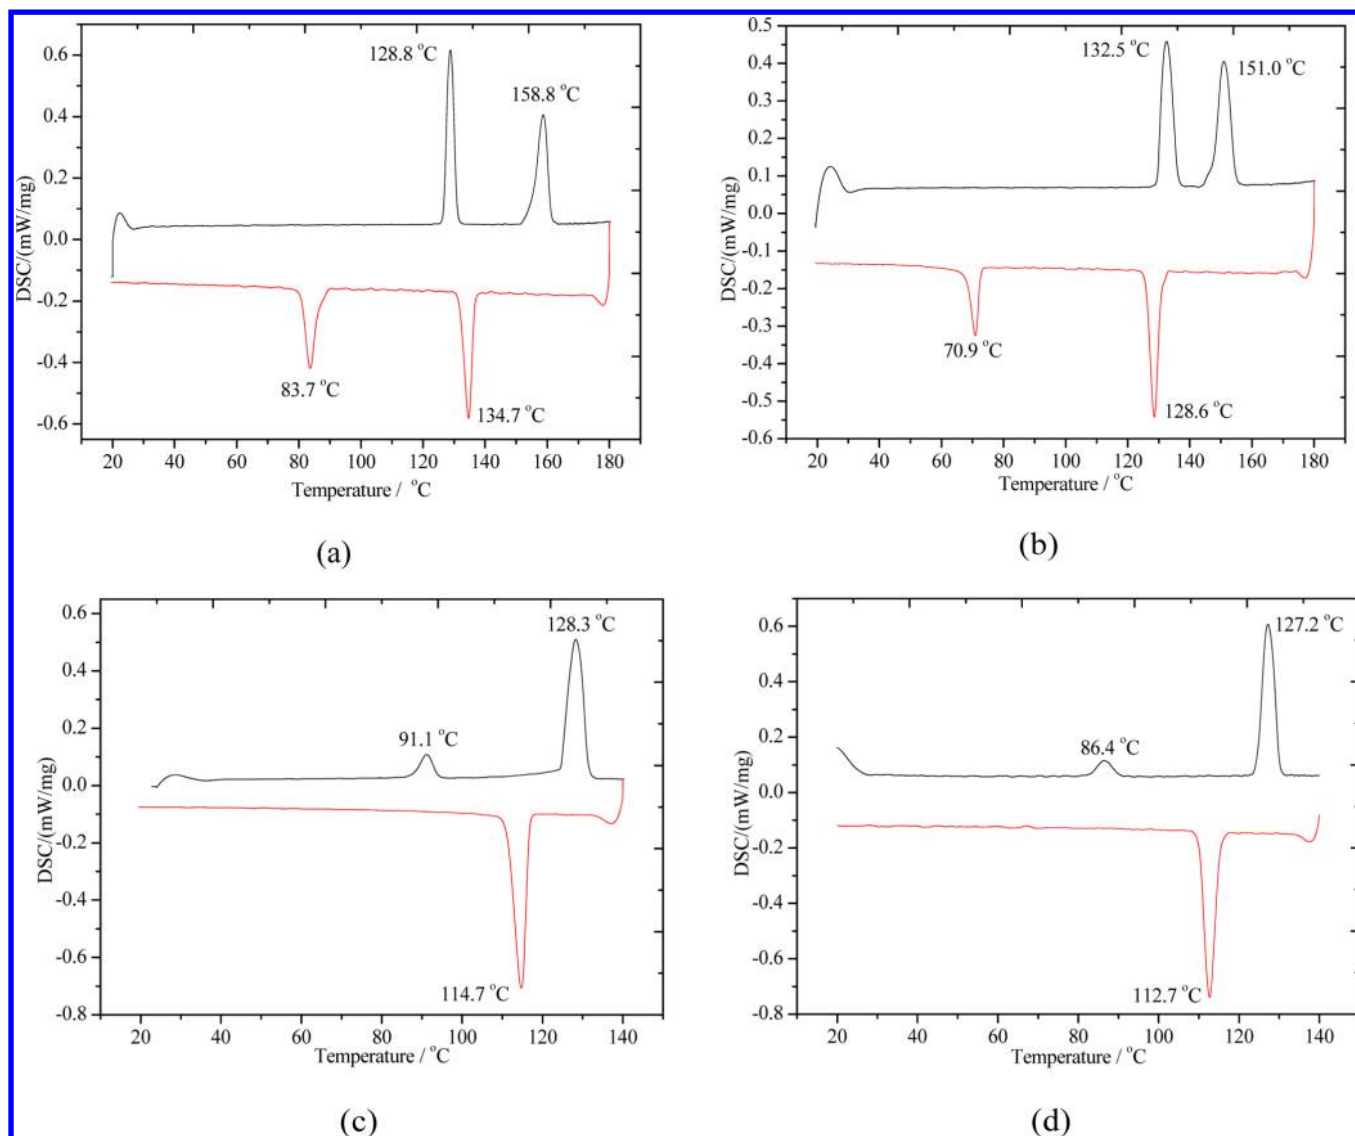 0.6
0.4
0.2
0.0
-0.2
-0.4
-0.6
DSC/(mW/mg)
128.8 °C
158.8 °C
83.7 °C
134.7 °C
20 40 60 80 100 120 140 160 180
Temperature / °C
(a)
0.5
0.4
0.3
0.2
0.1
0.0
-0.1
-0.2
-0.3
-0.4
-0.5
-0.6
DSC/(mW/mg)
132.5 °C
151.0 °C
70.9 °C
128.6 °C
20 40 60 80 100 120 140 160 180
Temperature / °C
(b)
0.6
0.4
0.2
0.0
-0.2
-0.4
-0.6
-0.8
DSC/(mW/mg)
128.3 °C
91.1 °C
114.7 °C
20 40 60 80 100 120 140
Temperature / °C
(c)
0.6
0.4
0.2
0.0
-0.2
-0.4
-0.6
-0.8
DSC/(mW/mg)
127.2 °C
86.4 °C
112.7 °C
20 40 60 80 100 120 140
Temperature / °C
(d)